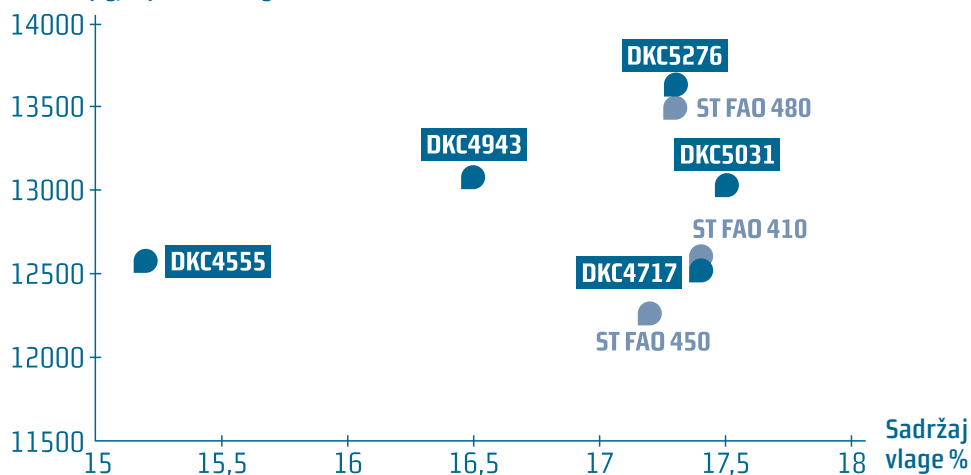 14000
DKC5276
13500
ST FAO 480
DKC4943
DKC5031
13000
ST FAO 410
DKC4555
12500
DKC4717
ST FAO 450
12000
11500
15
15,5
16
16,5
17
17,5
18
Sadržaj
vlage %